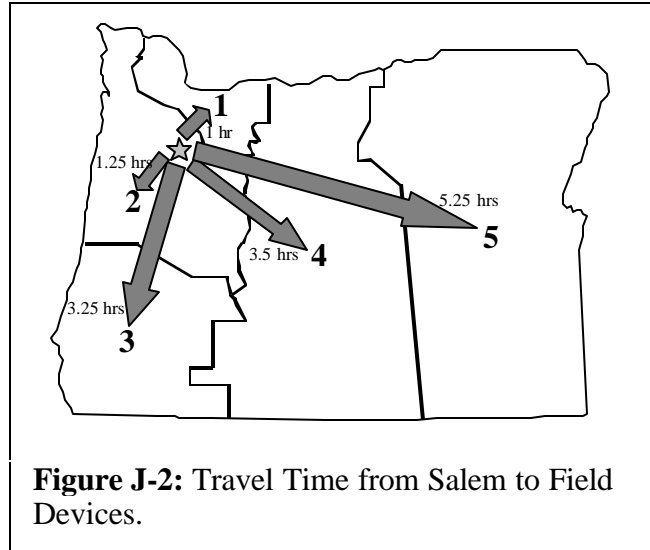 1
1 hr
1.25 hrs
2
5.25 hrs
5
3.5 hrs
4
3.25 hrs
3
Figure J-2: Travel Time from Salem to Field
Devices.